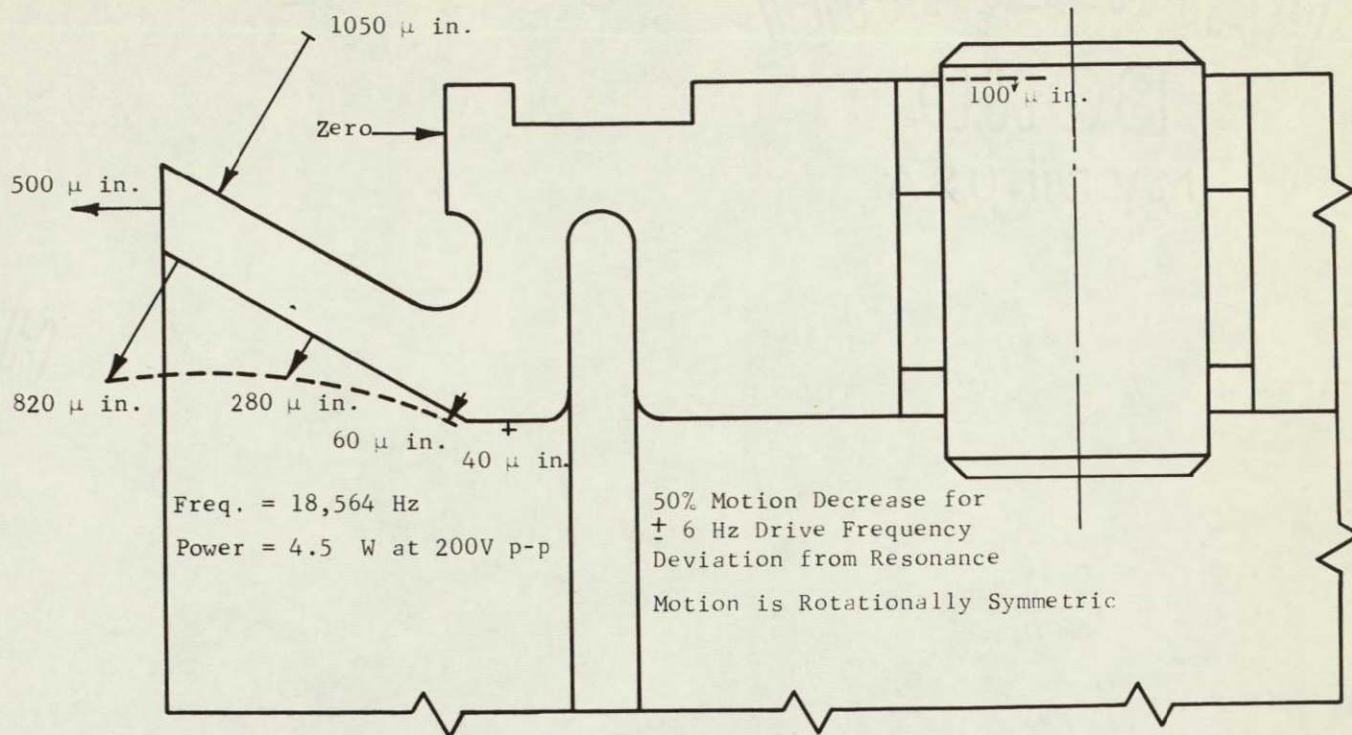 1050 μ in.
Zero
100 μ in.
500 μ in.
820 μ in.
280 μ in.
60 μ in.
40 μ in.
Freq. = 18,564 Hz
Power = 4.5 W at 200V p-p
50% Motion Decrease for
± 6 Hz Drive Frequency
Deviation from Resonance
Motion is Rotationally Symmetric